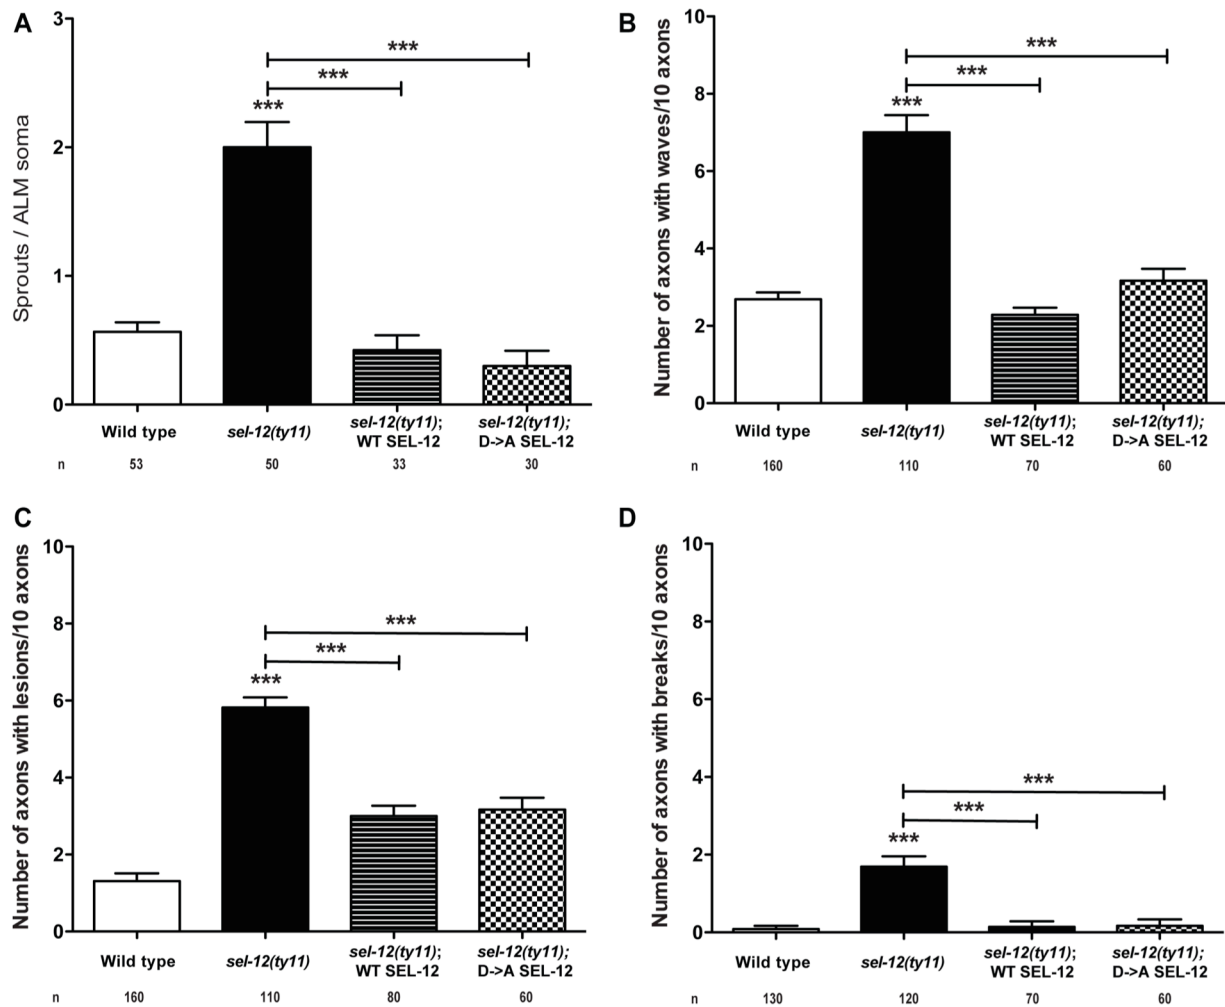 A
Sprouts / ALM soma
3
2
1
0
***
***
***
Wild type
sel-12(ty11)
sel-12(ty11);
WT SEL-12
sel-12(ty11);
D->A SEL-12
n 53 50 33 30
B
Number of axons with waves/10 axons
10
8
6
4
2
0
***
***
***
Wild type
sel-12(ty11)
sel-12(ty11);
WT SEL-12
sel-12(ty11);
D->A SEL-12
n 160 110 70 60
C
Number of axons with lesions/10 axons
10
8
6
4
2
0
***
***
***
Wild type
sel-12(ty11)
sel-12(ty11);
WT SEL-12
sel-12(ty11);
D->A SEL-12
n 160 110 80 60
D
Number of axons with breaks/10 axons
10
8
6
4
2
0
***
***
***
Wild type
sel-12(ty11)
sel-12(ty11);
WT SEL-12
sel-12(ty11);
D->A SEL-12
n 130 120 70 60